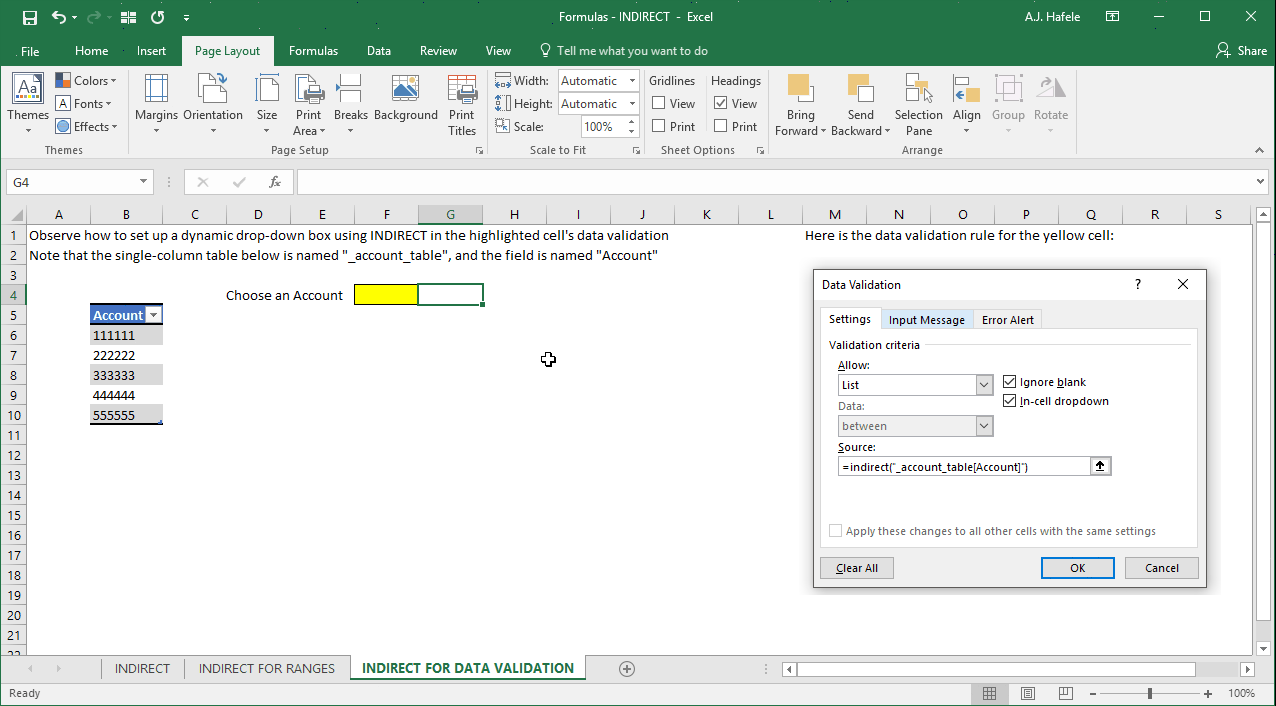 Formulas - INDIRECT - Excel
A.J. Hafele
File Home Insert Page Layout Formulas Data Review View Tell me what you want to do Share
Themes
Colors
Fonts
Effects
Themes
Margins
Orientation
Size
Print Area
Breaks
Background
Print Titles
Page Setup
Width: Automatic
Height: Automatic
Scale: 100%
Scale to Fit
Gridlines
View
Print
Headings
View
Print
Sheet Options
Bring Forward
Send Backward
Selection Pane
Align
Group
Rotate
Arrange
G4
fx
A B C D E F G H I J K L M N O P Q R S
1 Observe how to set up a dynamic drop-down box using INDIRECT in the highlighted cell's data validation Here is the data validation rule for the yellow cell:
2 Note that the single-column table below is named "_account_table", and the field is named "Account"
3
4 Choose an Account
5 Account
6 111111
7 222222
8 333333
9 444444
10 555555
11
12
13
14
15
16
17
18
19
20
21
22
Data Validation ?
Settings Input Message Error Alert
Validation criteria
Allow:
List
Ignore blank
In-cell dropdown
Data:
between
Source:
=indirect("_account_table[Account]")
Apply these changes to all other cells with the same settings
Clear All OK Cancel
INDIRECT INDIRECT FOR RANGES INDIRECT FOR DATA VALIDATION
Ready 100%